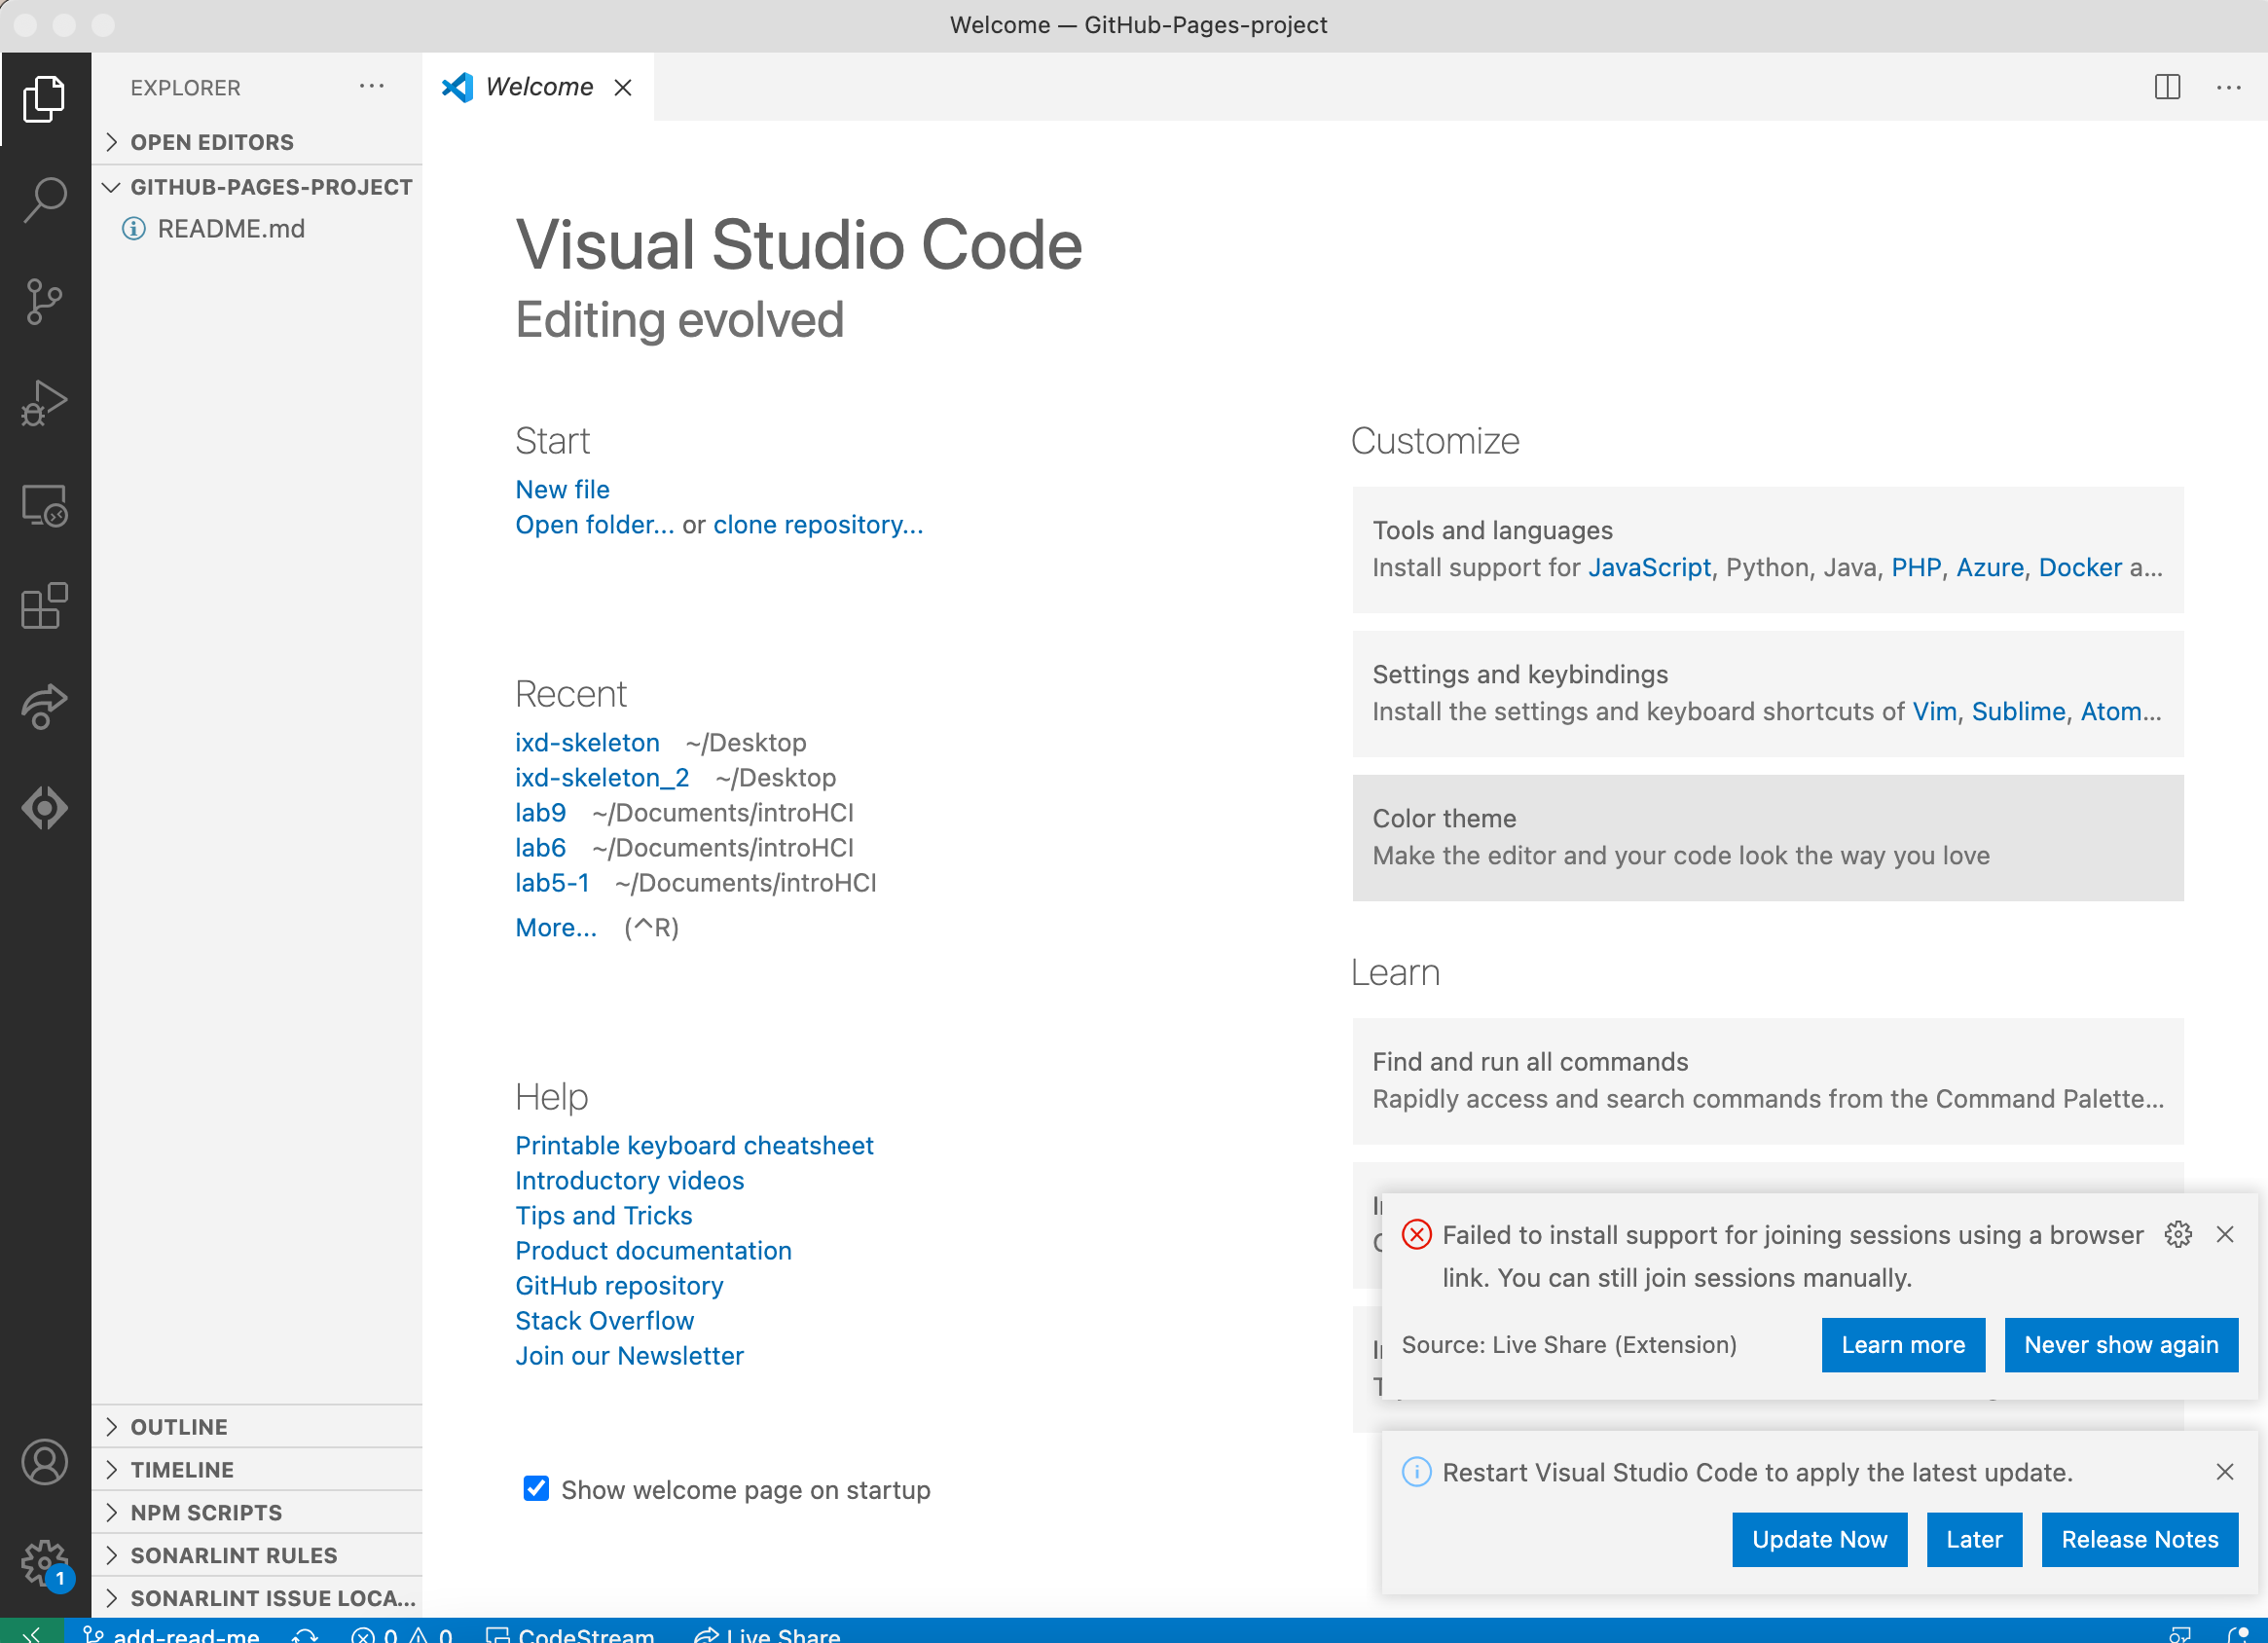 Welcome — GitHub-Pages-project
EXPLORER
OPEN EDITORS
GITHUB-PAGES-PROJECT
README.md
OUTLINE
TIMELINE
NPM SCRIPTS
SONARLINT RULES
SONARLINT ISSUE LOCA...
1
Welcome
Visual Studio Code
Editing evolved
Start
New file
Open folder... or clone repository...
Recent
ixd-skeleton ~/Desktop
ixd-skeleton_2 ~/Desktop
lab9 ~/Documents/introHCI
lab6 ~/Documents/introHCI
lab5-1 ~/Documents/introHCI
More... (^R)
Help
Printable keyboard cheatsheet
Introductory videos
Tips and Tricks
Product documentation
GitHub repository
Stack Overflow
Join our Newsletter
Show welcome page on startup
Customize
Tools and languages
Install support for JavaScript, Python, Java, PHP, Azure, Docker a...
Settings and keybindings
Install the settings and keyboard shortcuts of Vim, Sublime, Atom...
Color theme
Make the editor and your code look the way you love
Learn
Find and run all commands
Rapidly access and search commands from the Command Palette...
Failed to install support for joining sessions using a browser
link. You can still join sessions manually.
Source: Live Share (Extension)
Learn more
Never show again
Restart Visual Studio Code to apply the latest update.
Update Now
Later
Release Notes
add-read-me 0 0 CodeStream Live Share